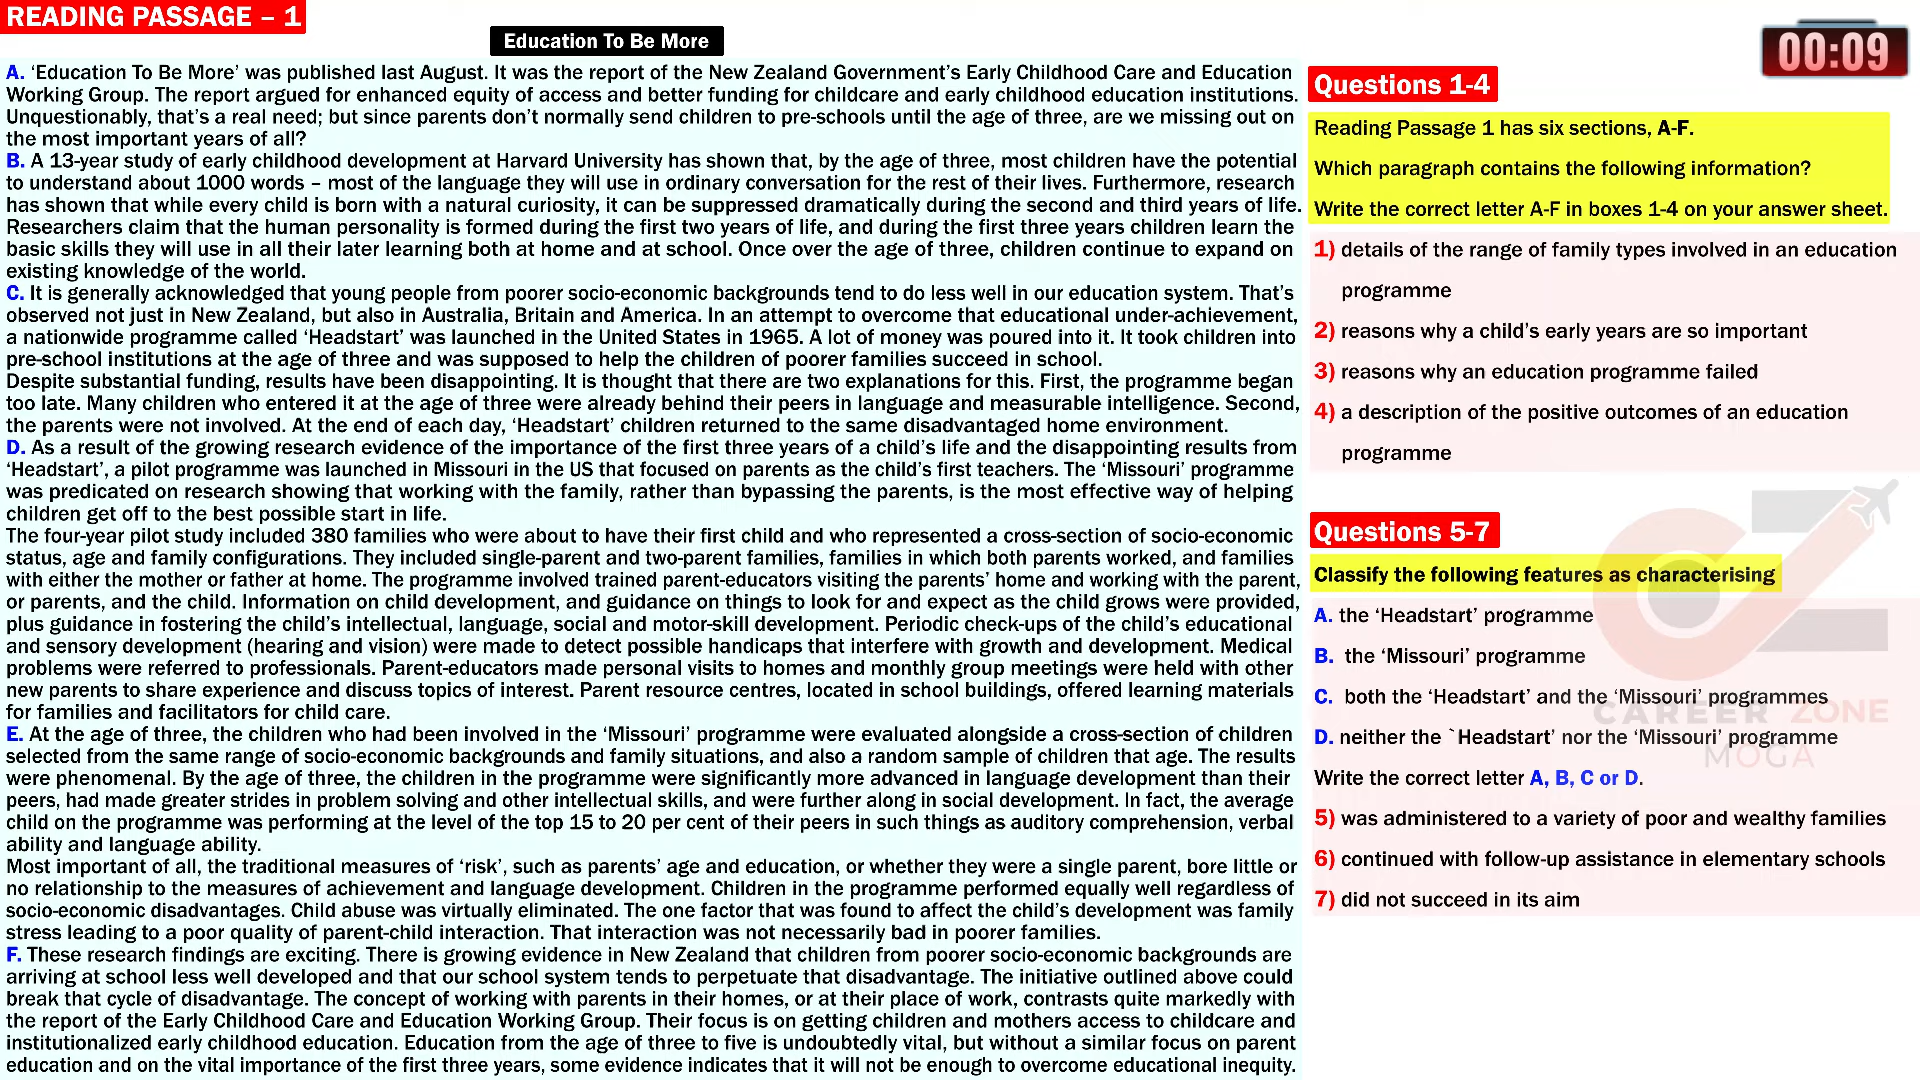 READING PASSAGE – 1
Education To Be More
00:09
A. ‘Education To Be More’ was published last August. It was the report of the New Zealand Government’s Early Childhood Care and Education
Working Group. The report argued for enhanced equity of access and better funding for childcare and early childhood education institutions.
Unquestionably, that’s a real need; but since parents don’t normally send children to pre-schools until the age of three, are we missing out on
the most important years of all?
B. A 13-year study of early childhood development at Harvard University has shown that, by the age of three, most children have the potential
to understand about 1000 words – most of the language they will use in ordinary conversation for the rest of their lives. Furthermore, research
has shown that while every child is born with a natural curiosity, it can be suppressed dramatically during the second and third years of life.
Researchers claim that the human personality is formed during the first two years of life, and during the first three years children learn the
basic skills they will use in all their later learning both at home and at school. Once over the age of three, children continue to expand on
existing knowledge of the world.
C. It is generally acknowledged that young people from poorer socio-economic backgrounds tend to do less well in our education system. That’s
observed not just in New Zealand, but also in Australia, Britain and America. In an attempt to overcome that educational under-achievement,
a nationwide programme called ‘Headstart’ was launched in the United States in 1965. A lot of money was poured into it. It took children into
pre-school institutions at the age of three and was supposed to help the children of poorer families succeed in school.
Despite substantial funding, results have been disappointing. It is thought that there are two explanations for this. First, the programme began
too late. Many children who entered it at the age of three were already behind their peers in language and measurable intelligence. Second,
the parents were not involved. At the end of each day, ‘Headstart’ children returned to the same disadvantaged home environment.
D. As a result of the growing research evidence of the importance of the first three years of a child’s life and the disappointing results from
‘Headstart’, a pilot programme was launched in Missouri in the US that focused on parents as the child’s first teachers. The ‘Missouri’ programme
was predicated on research showing that working with the family, rather than bypassing the parents, is the most effective way of helping
children get off to the best possible start in life.
The four-year pilot study included 380 families who were about to have their first child and who represented a cross-section of socio-economic
status, age and family configurations. They included single-parent and two-parent families, families in which both parents worked, and families
with either the mother or father at home. The programme involved trained parent-educators visiting the parents’ home and working with the parent,
or parents, and the child. Information on child development, and guidance on things to look for and expect as the child grows were provided,
plus guidance in fostering the child’s intellectual, language, social and motor-skill development. Periodic check-ups of the child’s educational
and sensory development (hearing and vision) were made to detect possible handicaps that interfere with growth and development. Medical
problems were referred to professionals. Parent-educators made personal visits to homes and monthly group meetings were held with other
new parents to share experience and discuss topics of interest. Parent resource centres, located in school buildings, offered learning materials
for families and facilitators for child care.
E. At the age of three, the children who had been involved in the ‘Missouri’ programme were evaluated alongside a cross-section of children
selected from the same range of socio-economic backgrounds and family situations, and also a random sample of children that age. The results
were phenomenal. By the age of three, the children in the programme were significantly more advanced in language development than their
peers, had made greater strides in problem solving and other intellectual skills, and were further along in social development. In fact, the average
child on the programme was performing at the level of the top 15 to 20 per cent of their peers in such things as auditory comprehension, verbal
ability and language ability.
Most important of all, the traditional measures of ‘risk’, such as parents’ age and education, or whether they were a single parent, bore little or
no relationship to the measures of achievement and language development. Children in the programme performed equally well regardless of
socio-economic disadvantages. Child abuse was virtually eliminated. The one factor that was found to affect the child’s development was family
stress leading to a poor quality of parent-child interaction. That interaction was not necessarily bad in poorer families.
F. These research findings are exciting. There is growing evidence in New Zealand that children from poorer socio-economic backgrounds are
arriving at school less well developed and that our school system tends to perpetuate that disadvantage. The initiative outlined above could
break that cycle of disadvantage. The concept of working with parents in their homes, or at their place of work, contrasts quite markedly with
the report of the Early Childhood Care and Education Working Group. Their focus is on getting children and mothers access to childcare and
institutionalized early childhood education. Education from the age of three to five is undoubtedly vital, but without a similar focus on parent
education and on the vital importance of the first three years, some evidence indicates that it will not be enough to overcome educational inequity.
Questions 1-4
Reading Passage 1 has six sections, A-F.
Which paragraph contains the following information?
Write the correct letter A-F in boxes 1-4 on your answer sheet.
1) details of the range of family types involved in an education
programme
2) reasons why a child’s early years are so important
3) reasons why an education programme failed
4) a description of the positive outcomes of an education
programme
Questions 5-7
Classify the following features as characterising
A. the ‘Headstart’ programme
B. the ‘Missouri’ programme
C. both the ‘Headstart’ and the ‘Missouri’ programmes
D. neither the `Headstart’ nor the ‘Missouri’ programme
Write the correct letter A, B, C or D.
5) was administered to a variety of poor and wealthy families
6) continued with follow-up assistance in elementary schools
7) did not succeed in its aim
CAREER ZONE
MOGA